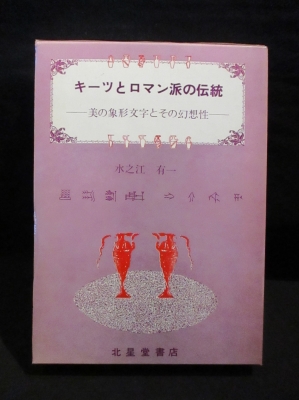 キーツとロマン派の伝統
──美の象形文字とその幻想性──
水之江 有一
北星堂書店